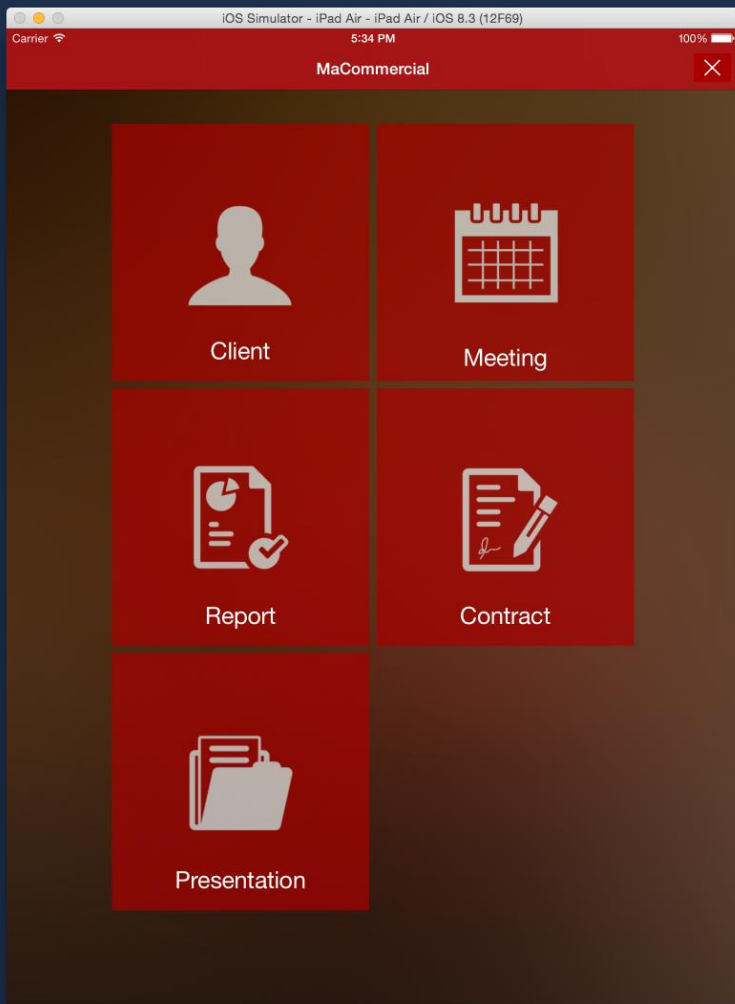 iOS Simulator - iPad Air - iPad Air / iOS 8.3 (12F69)
Carrier 5:34 PM 100%
MaCommercial
Client Meeting
Report Contract
Presentation